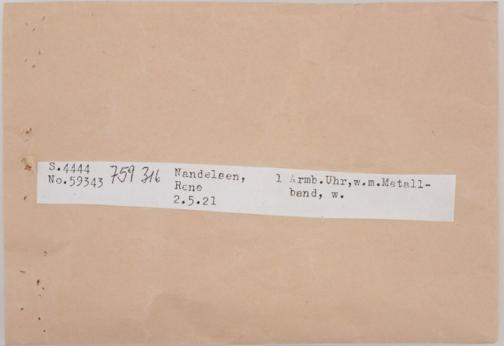 S.4444
No.59343
759 316
Nandeleen,
Rene
2.5.21
1 Armb.Uhr,w.m.Metall-
band, w.